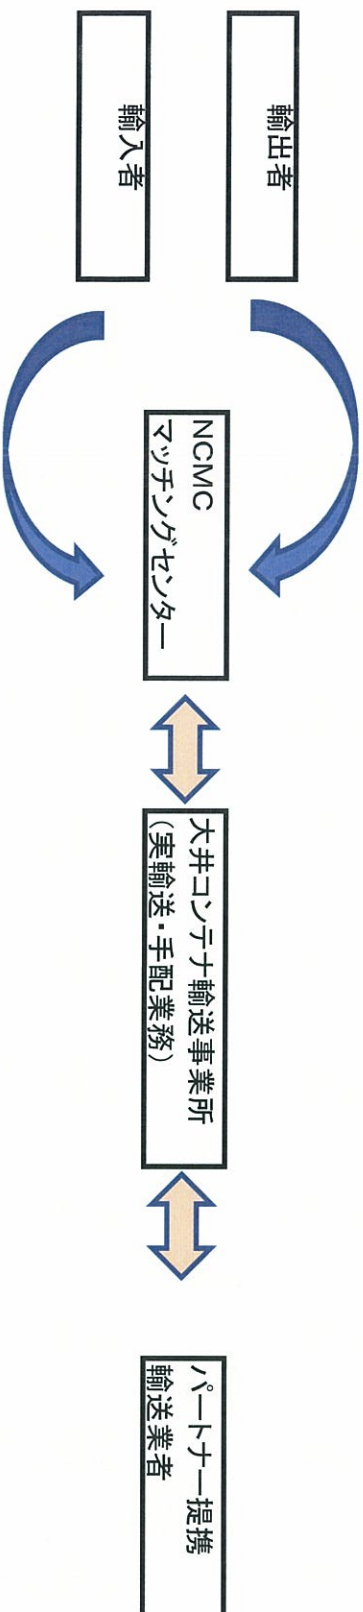 輸出者
輸入者
NCMC
マッチングセンター
大井コンテナ輸送事業所
（実輸送・手配業務）
パートナー提携
輸送業者